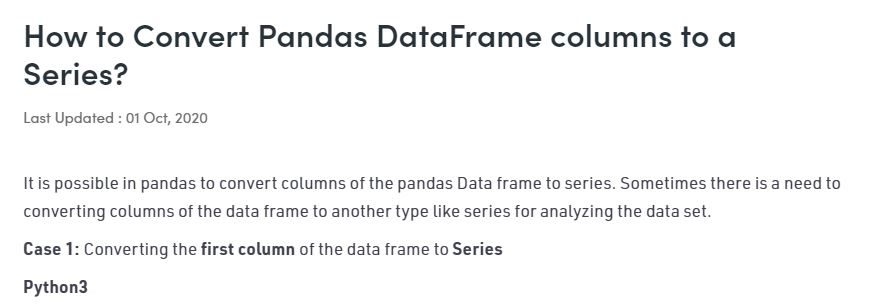 How to Convert Pandas DataFrame columns to a
Series?
Last Updated : 01 Oct, 2020
It is possible in pandas to convert columns of the pandas Data frame to series. Sometimes there is a need to
converting columns of the data frame to another type like series for analyzing the data set.
Case 1: Converting the first column of the data frame to Series
Python3